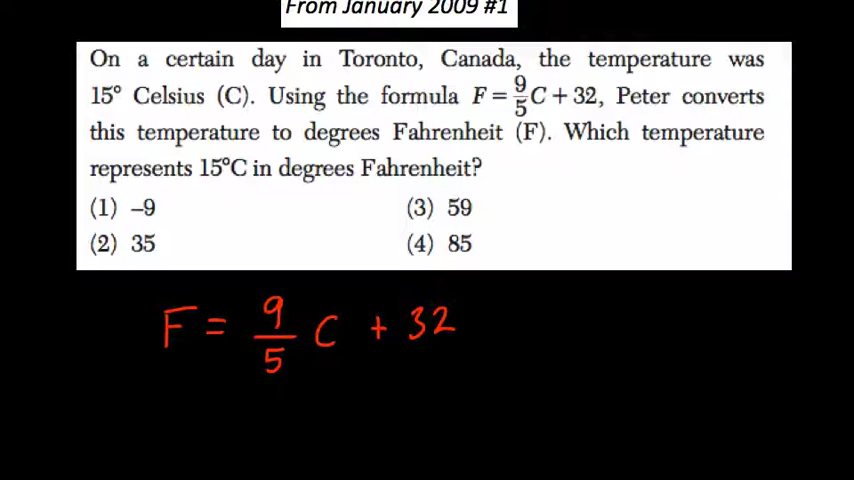 From January 2009 #1
On a certain day in Toronto, Canada, the temperature was
15° Celsius (C). Using the formula F = 9/5 C + 32, Peter converts
this temperature to degrees Fahrenheit (F). Which temperature
represents 15°C in degrees Fahrenheit?
(1) –9 (3) 59
(2) 35 (4) 85
F = 9/5 C + 32